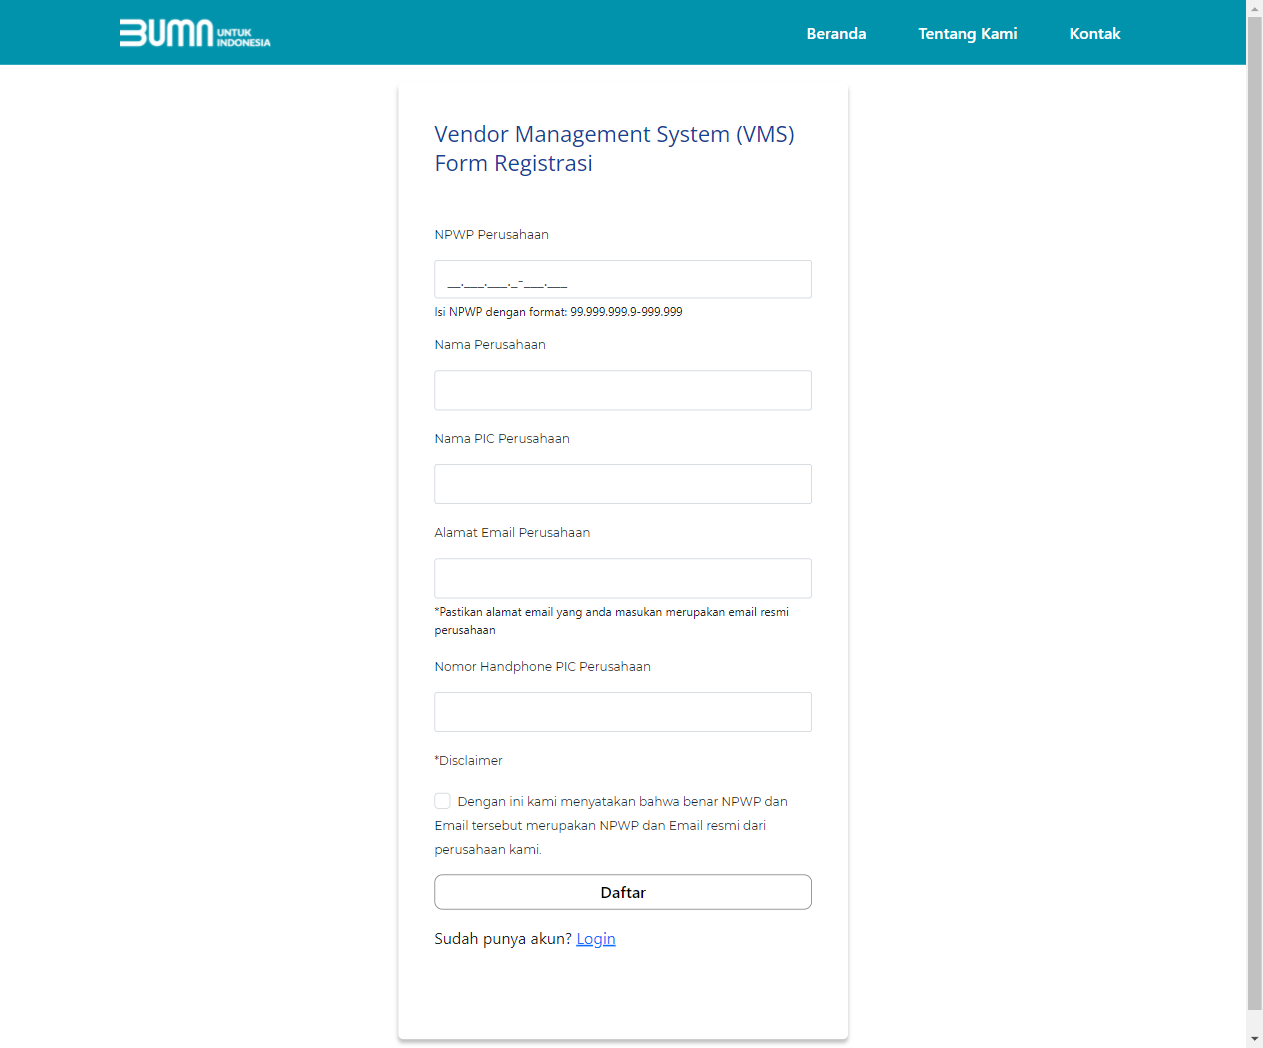 BUMN UNTUK INDONESIA
Beranda Tentang Kami Kontak
Vendor Management System (VMS)
Form Registrasi
NPWP Perusahaan
__.___.___._-___.___
Isi NPWP dengan format: 99.999.999.9-999.999
Nama Perusahaan
Nama PIC Perusahaan
Alamat Email Perusahaan
*Pastikan alamat email yang anda masukan merupakan email resmi
perusahaan
Nomor Handphone PIC Perusahaan
*Disclaimer
Dengan ini kami menyatakan bahwa benar NPWP dan
Email tersebut merupakan NPWP dan Email resmi dari
perusahaan kami.
Daftar
Sudah punya akun? Login